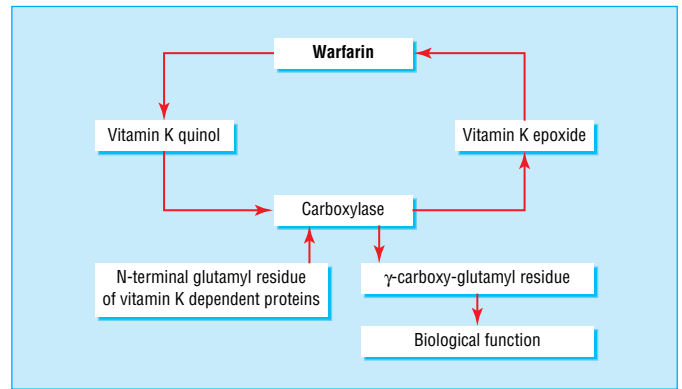 Warfarin
Vitamin K quinol
Vitamin K epoxide
Carboxylase
N-terminal glutamyl residue
of vitamin K dependent proteins
γ-carboxy-glutamyl residue
Biological function